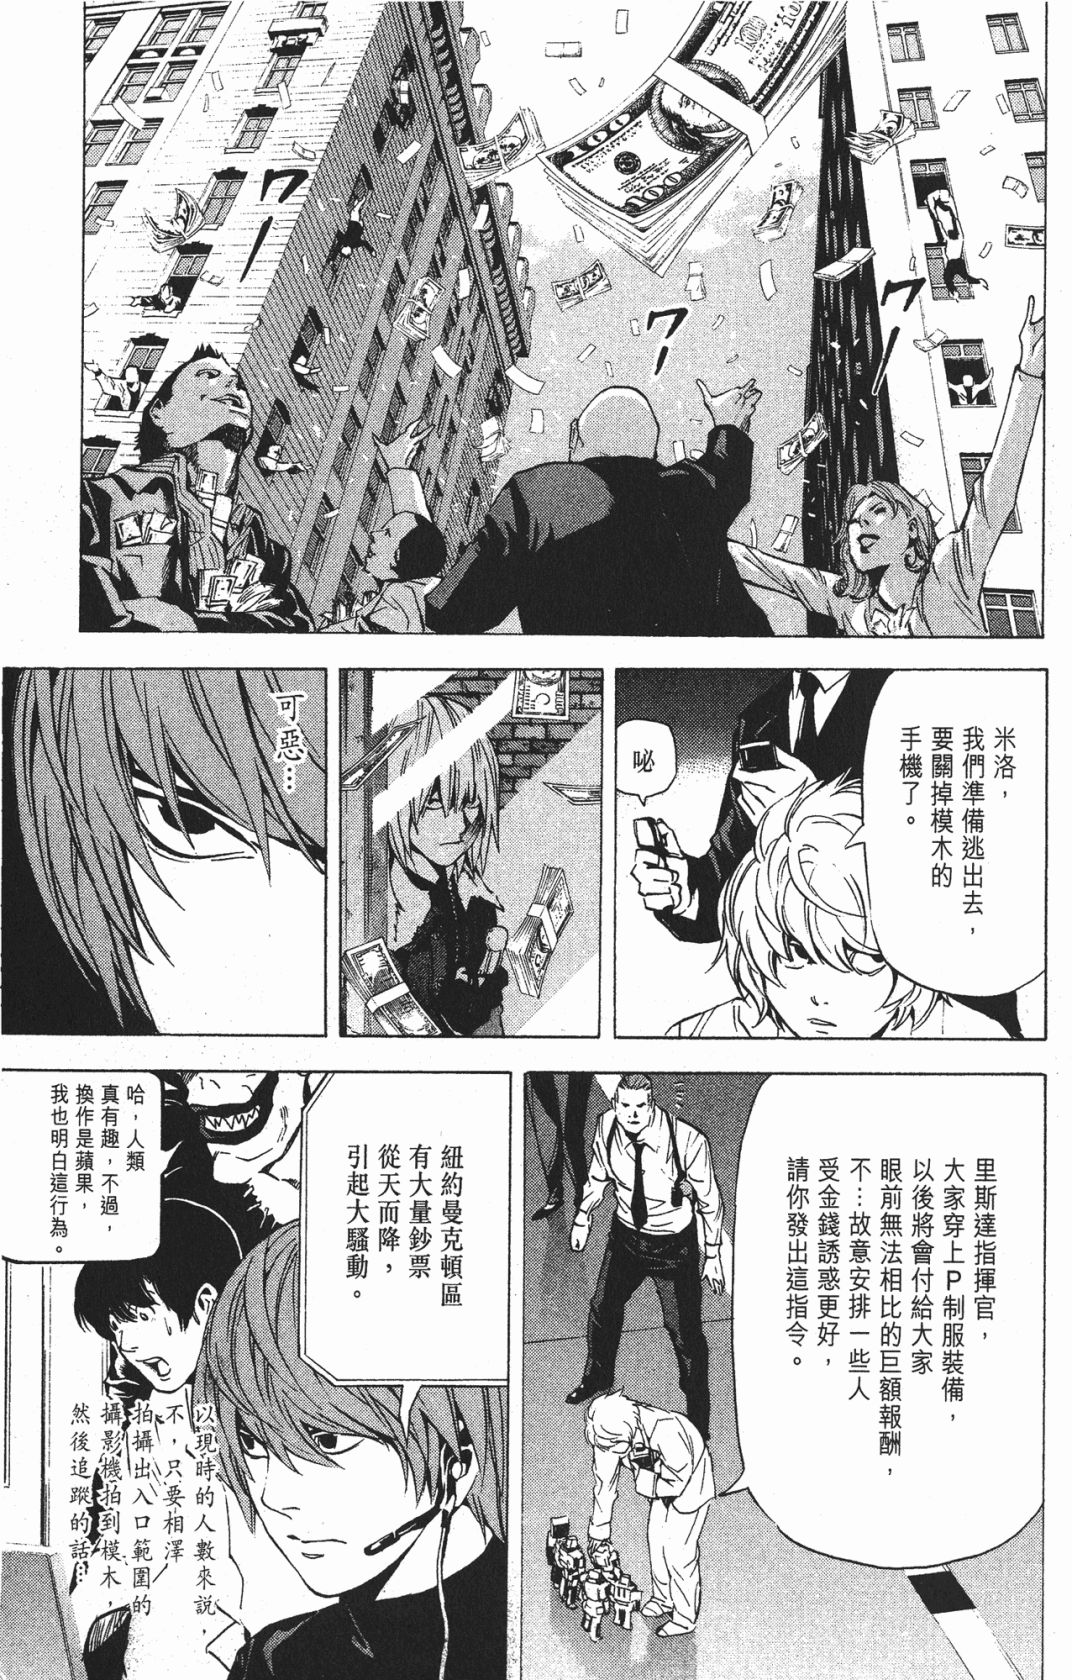 ワー
ワー
ワー
100
100
100
米洛，
我們準備逃出去，
要關掉模木的
手機了。
咇
可惡…
里斯達指揮官，
大家穿上P制服裝備，
以後將會付給大家
眼前無法相比的巨額報酬，
不…故意安排一些人
受金錢誘惑更好，
請你發出這指令。
紐約曼克頓區
有大量鈔票
從天而降，
引起大騷動。
哈，人類
真有趣，不過，
換作是蘋果，
我也明白這行為。
以現時的人數來說，
不，只要相澤
拍攝出入口範圍的
攝影機拍到模木，
然後追蹤的話…